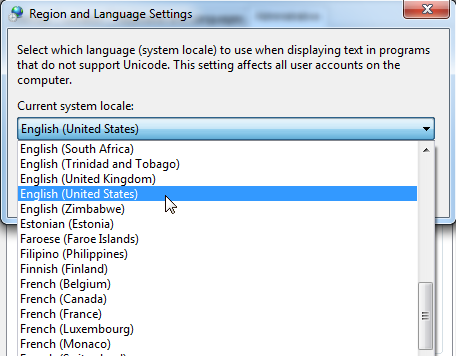 Region and Language Settings
Select which language (system locale) to use when displaying text in programs
that do not support Unicode. This setting affects all user accounts on the
computer.
Current system locale:
English (United States)
English (South Africa)
English (Trinidad and Tobago)
English (United Kingdom)
English (United States)
English (Zimbabwe)
Estonian (Estonia)
Faroese (Faroe Islands)
Filipino (Philippines)
Finnish (Finland)
French (Belgium)
French (Canada)
French (France)
French (Luxembourg)
French (Monaco)